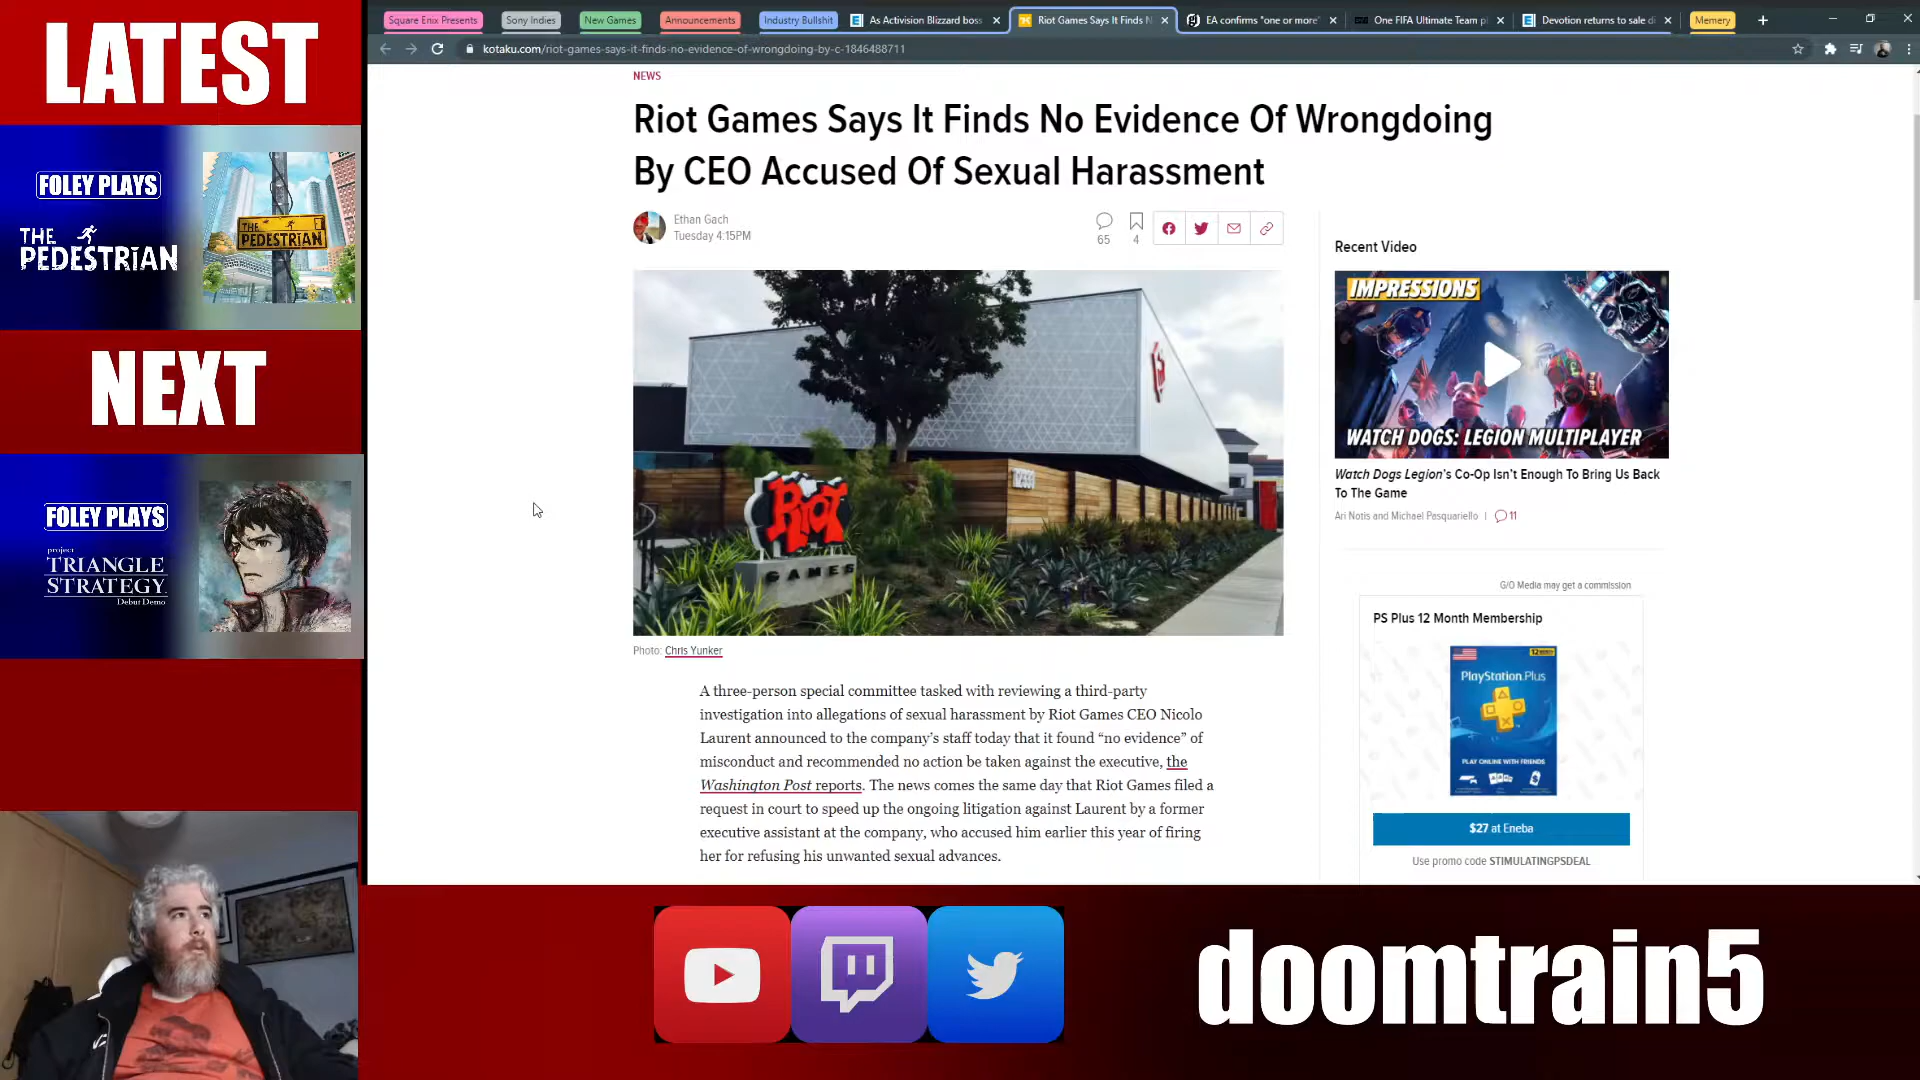 LATEST
FOLEY PLAYS
THE
PEDESTRIAN
THE
PEDESTRIAN
NEXT
FOLEY PLAYS
project
TRIANGLE
STRATEGY
Debut Demo
Square Enix Presents
Sony Indies
New Games
Announcements
Industry Bullshit
As Activision Blizzard boss
Riot Games Says It Finds N
EA confirms "one or more"
One FIFA Ultimate Team pl
Devotion returns to sale di
Memery
kotaku.com/riot-games-says-it-finds-no-evidence-of-wrongdoing-by-c-1846488711
NEWS
Riot Games Says It Finds No Evidence Of Wrongdoing
By CEO Accused Of Sexual Harassment
Ethan Gach
Tuesday 4:15PM
65
4
RIOT
GAMES
Photo: Chris Yunker
A three-person special committee tasked with reviewing a third-party
investigation into allegations of sexual harassment by Riot Games CEO Nicolo
Laurent announced to the company's staff today that it found “no evidence” of
misconduct and recommended no action be taken against the executive, the
Washington Post reports. The news comes the same day that Riot Games filed a
request in court to speed up the ongoing litigation against Laurent by a former
executive assistant at the company, who accused him earlier this year of firing
her for refusing his unwanted sexual advances.
Recent Video
IMPRESSIONS
WATCH DOGS: LEGION MULTIPLAYER
Watch Dogs Legion's Co-Op Isn't Enough To Bring Us Back
To The Game
Ari Notis and Michael Pasquariello | 11
G/O Media may get a commission
PS Plus 12 Month Membership
PlayStation.Plus
PLAY ONLINE WITH FRIENDS
$27 at Eneba
Use promo code STIMULATINGPSDEAL
doomtrain5